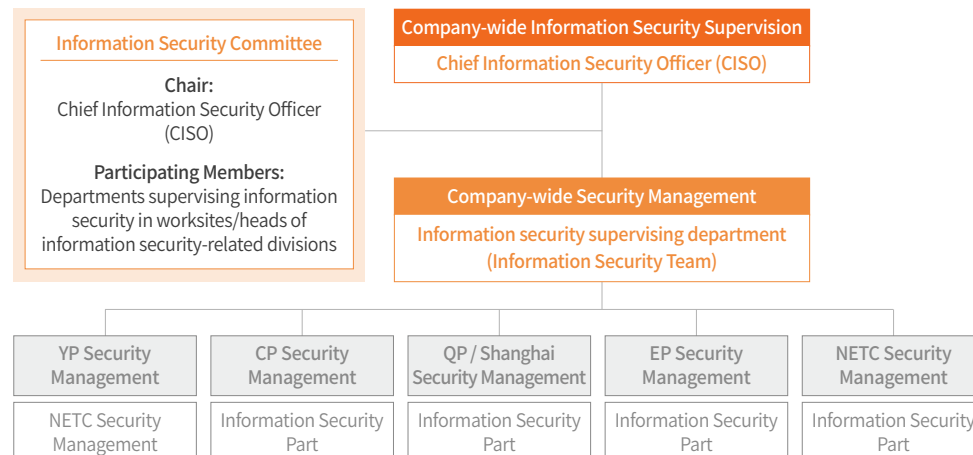 Information Security Committee
Chair:
Chief Information Security Officer
(CISO)
Participating Members:
Departments supervising information
security in worksites/heads of
information security-related divisions
Company-wide Information Security Supervision
Chief Information Security Officer (CISO)
Company-wide Security Management
Information security supervising department
(Information Security Team)
YP Security
Management
NETC Security
Management
CP Security
Management
Information Security
Part
QP / Shanghai
Security Management
Information Security
Part
EP Security
Management
Information Security
Part
NETC Security
Management
Information Security
Part